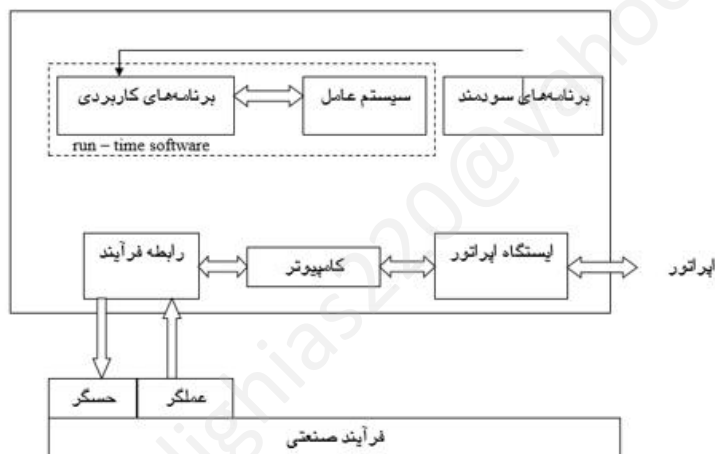 برنامه‌های کاربردی
سیستم عامل
برنامه‌های سودمند
run – time software
رابطه فرآیند
کامپیوتر
ایستگاه اپراتور
اپراتور
حسگر
عملگر
فرآیند صنعتی